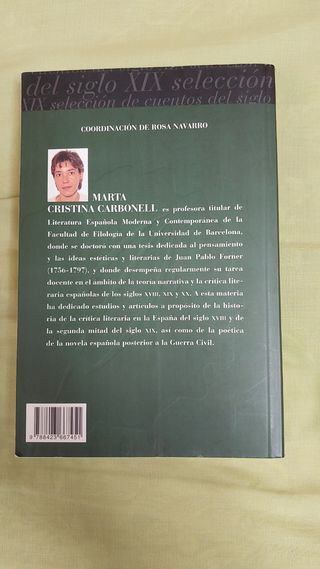 del siglo XIX selección
XIX selección de cuentos del siglo
COORDINACIÓN DE ROSA NAVARRO
MARTA
CRISTINA CARBONELL es profesora titular de
Literatura Española Moderna y Contemporánea de la
Facultad de Filología de la Universidad de Barcelona,
donde se doctoró con una tesis dedicada al pensamiento
y las ideas estéticas y literarias de Juan Pablo Forner
(1756-1797), y donde desempeña regularmente su tarea
docente en el ámbito de la teoría narrativa y la crítica lite-
raria españolas de los siglos XVIII, XIX y XX. A esta materia
ha dedicado estudios y artículos a propósito de la histo-
ria de la crítica literaria en la España del siglo XVIII y de
la segunda mitad del siglo XIX, así como de la poética
de la novela española posterior a la Guerra Civil.
9 788423 667451